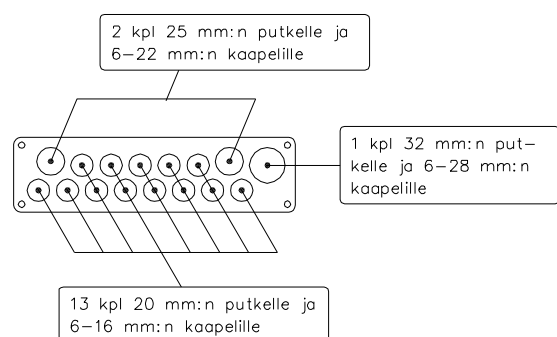 2 kpl 25 mm:n putkelle ja
6–22 mm:n kaapelille
1 kpl 32 mm:n put–
kelle ja 6–28 mm:n
kaapelille
13 kpl 20 mm:n putkelle ja
6–16 mm:n kaapelille